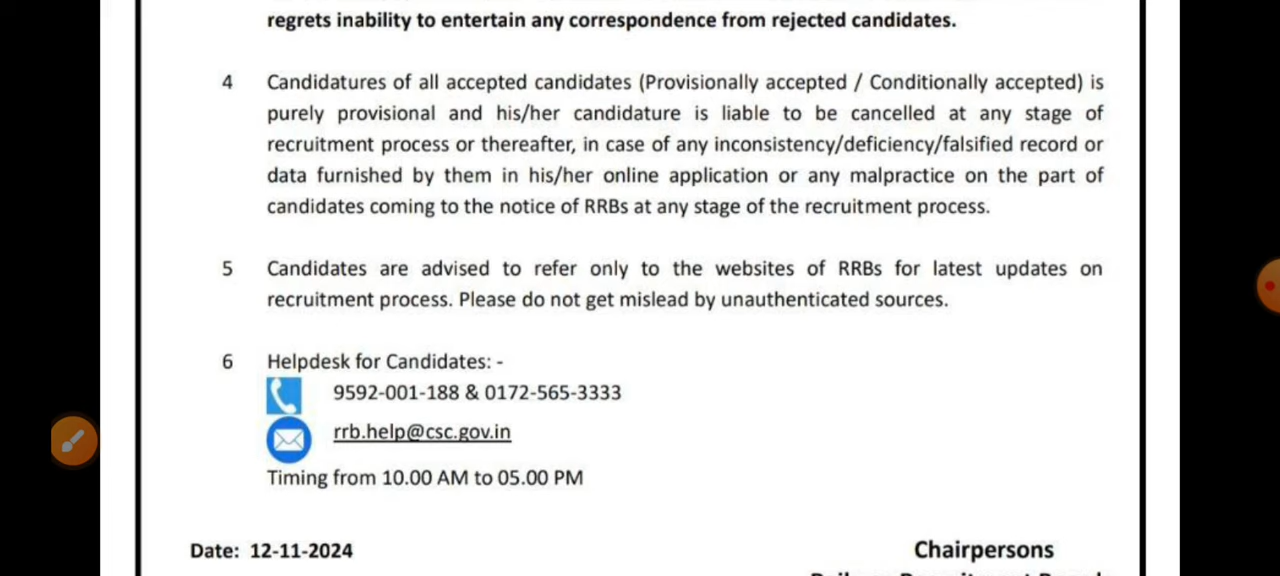 regrets inability to entertain any correspondence from rejected candidates.
4 Candidatures of all accepted candidates (Provisionally accepted / Conditionally accepted) is
purely provisional and his/her candidature is liable to be cancelled at any stage of
recruitment process or thereafter, in case of any inconsistency/deficiency/falsified record or
data furnished by them in his/her online application or any malpractice on the part of
candidates coming to the notice of RRBs at any stage of the recruitment process.
5 Candidates are advised to refer only to the websites of RRBs for latest updates on
recruitment process. Please do not get mislead by unauthenticated sources.
6 Helpdesk for Candidates: -
9592-001-188 & 0172-565-3333
rrb.help@csc.gov.in
Timing from 10.00 AM to 05.00 PM
Date: 12-11-2024 Chairpersons